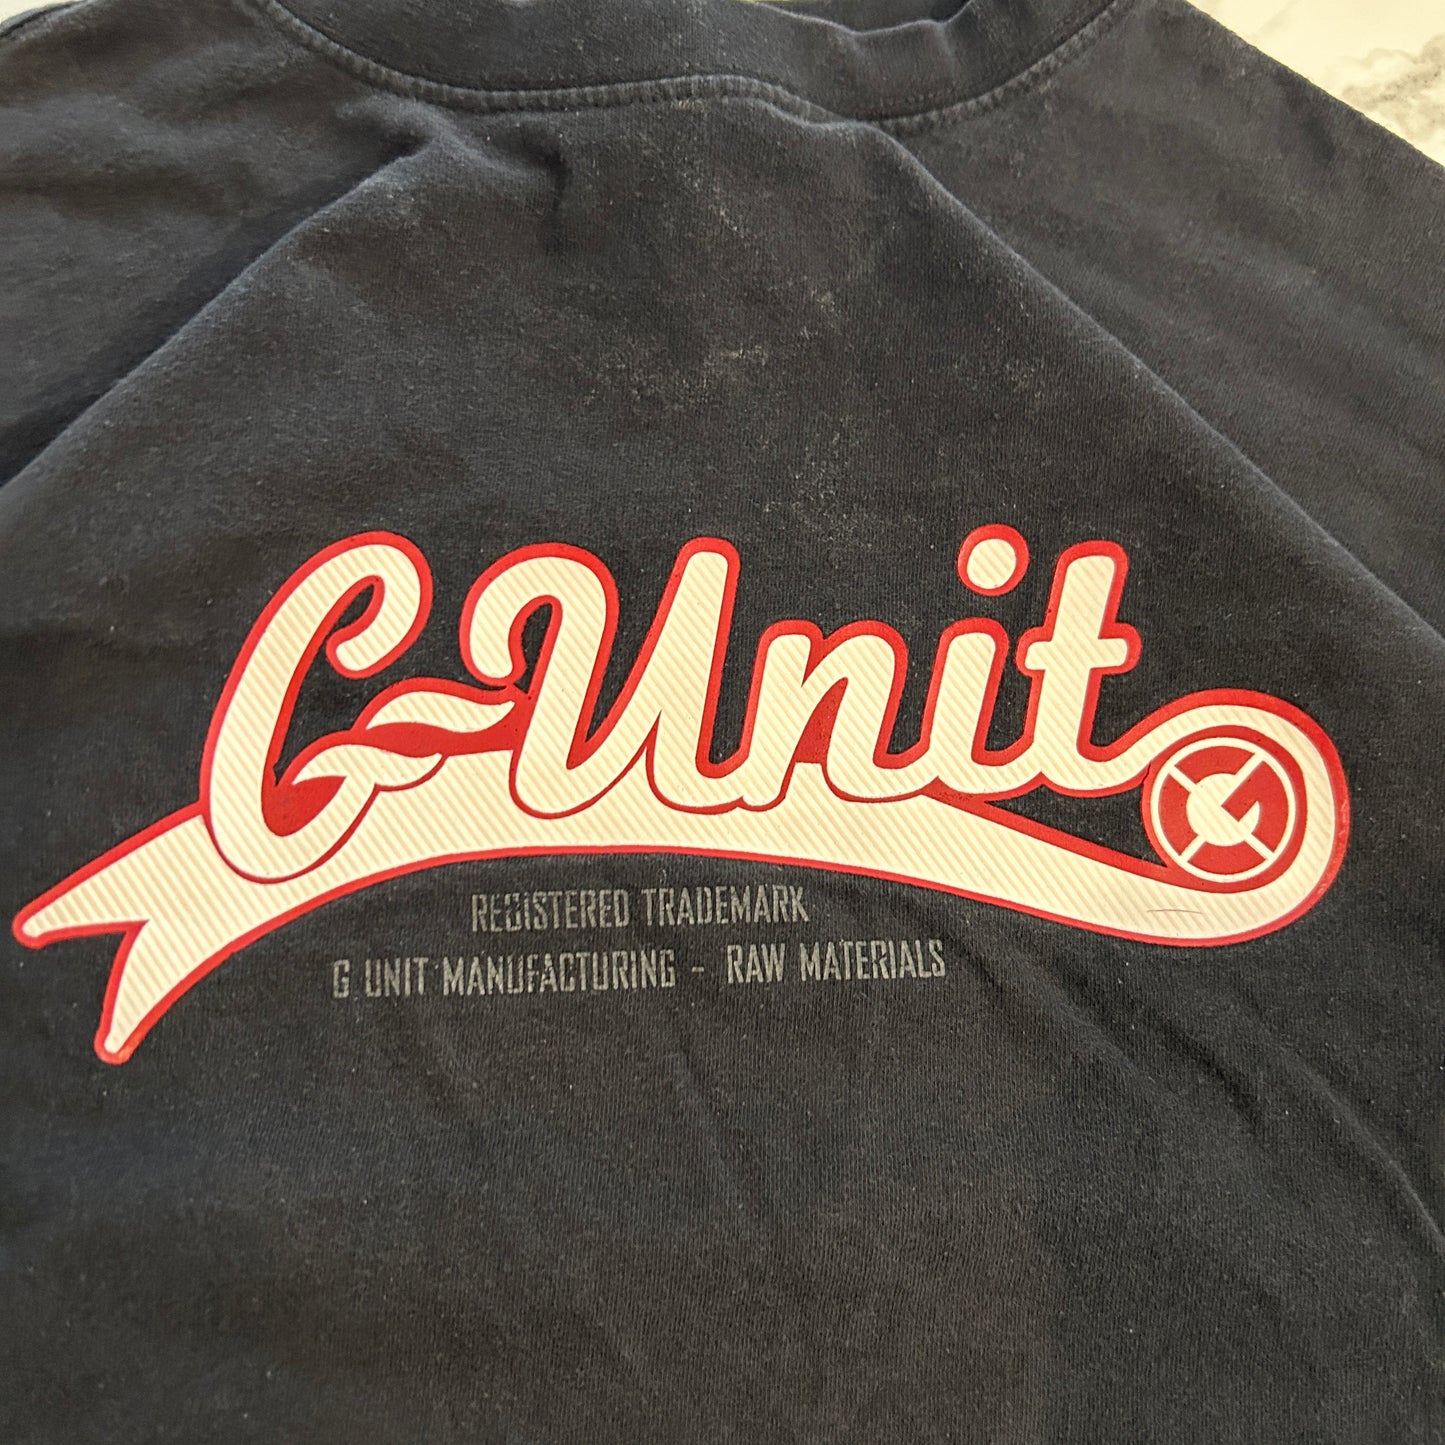 G-Unit
G
REGISTERED TRADEMARK
G UNIT MANUFACTURING - RAW MATERIALS